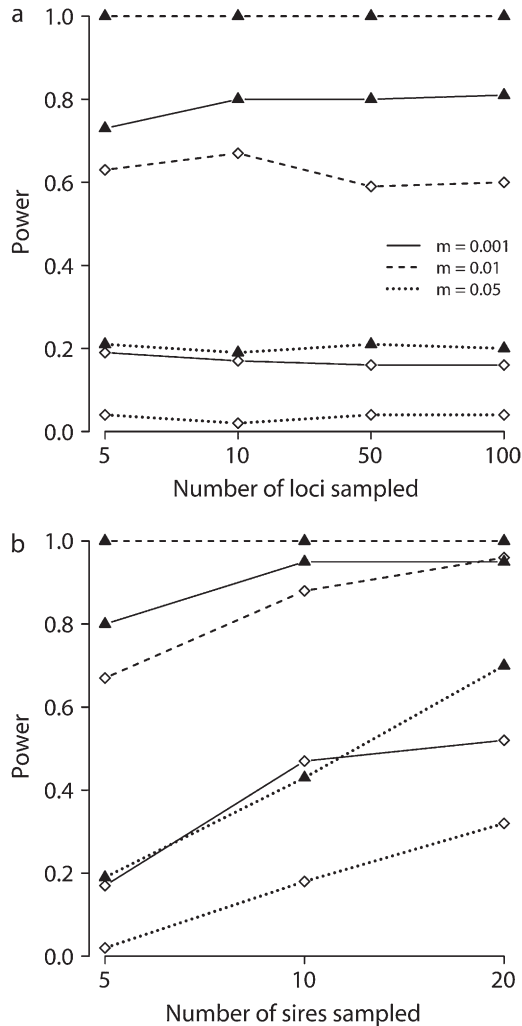 a
1.0
0.8
0.6
0.4
0.2
0.0
Power
m = 0.001
m = 0.01
m = 0.05
5 10 50 100
Number of loci sampled
b
1.0
0.8
0.6
0.4
0.2
0.0
Power
5 10 20
Number of sires sampled